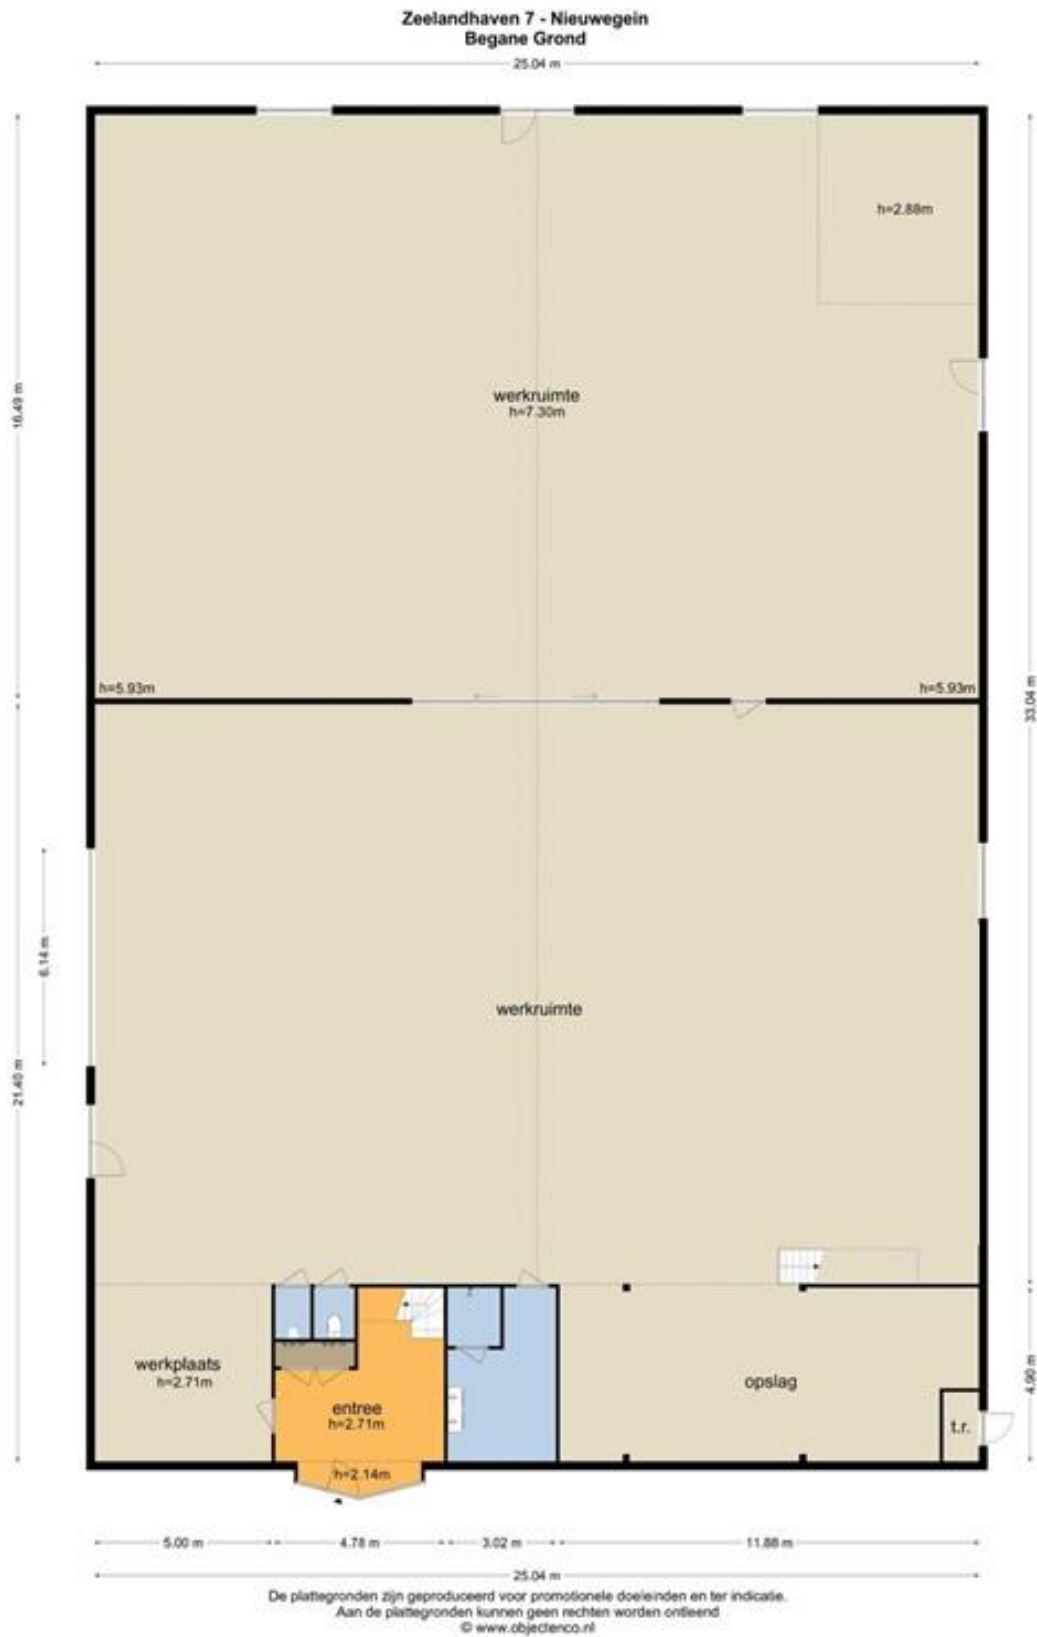 Zeelandhaven 7 - Nieuwegein
Begane Grond
25.04 m
h=2.88m
16.49 m
werkruimte
h=7.30m
h=5.93m
h=5.93m
33.04 m
6.14 m
werkruimte
21.40 m
werkplaats
h=2.71m
entree
h=2.71m
opslag
4.90 m
t.r.
h=2.14m
5.00 m
4.78 m
3.02 m
11.88 m
25.04 m
De plattegronden zijn geproduceerd voor promotionele doeleinden en ter indicatie.
Aan de plattegronden kunnen geen rechten worden ontleend
© www.objectenco.nl